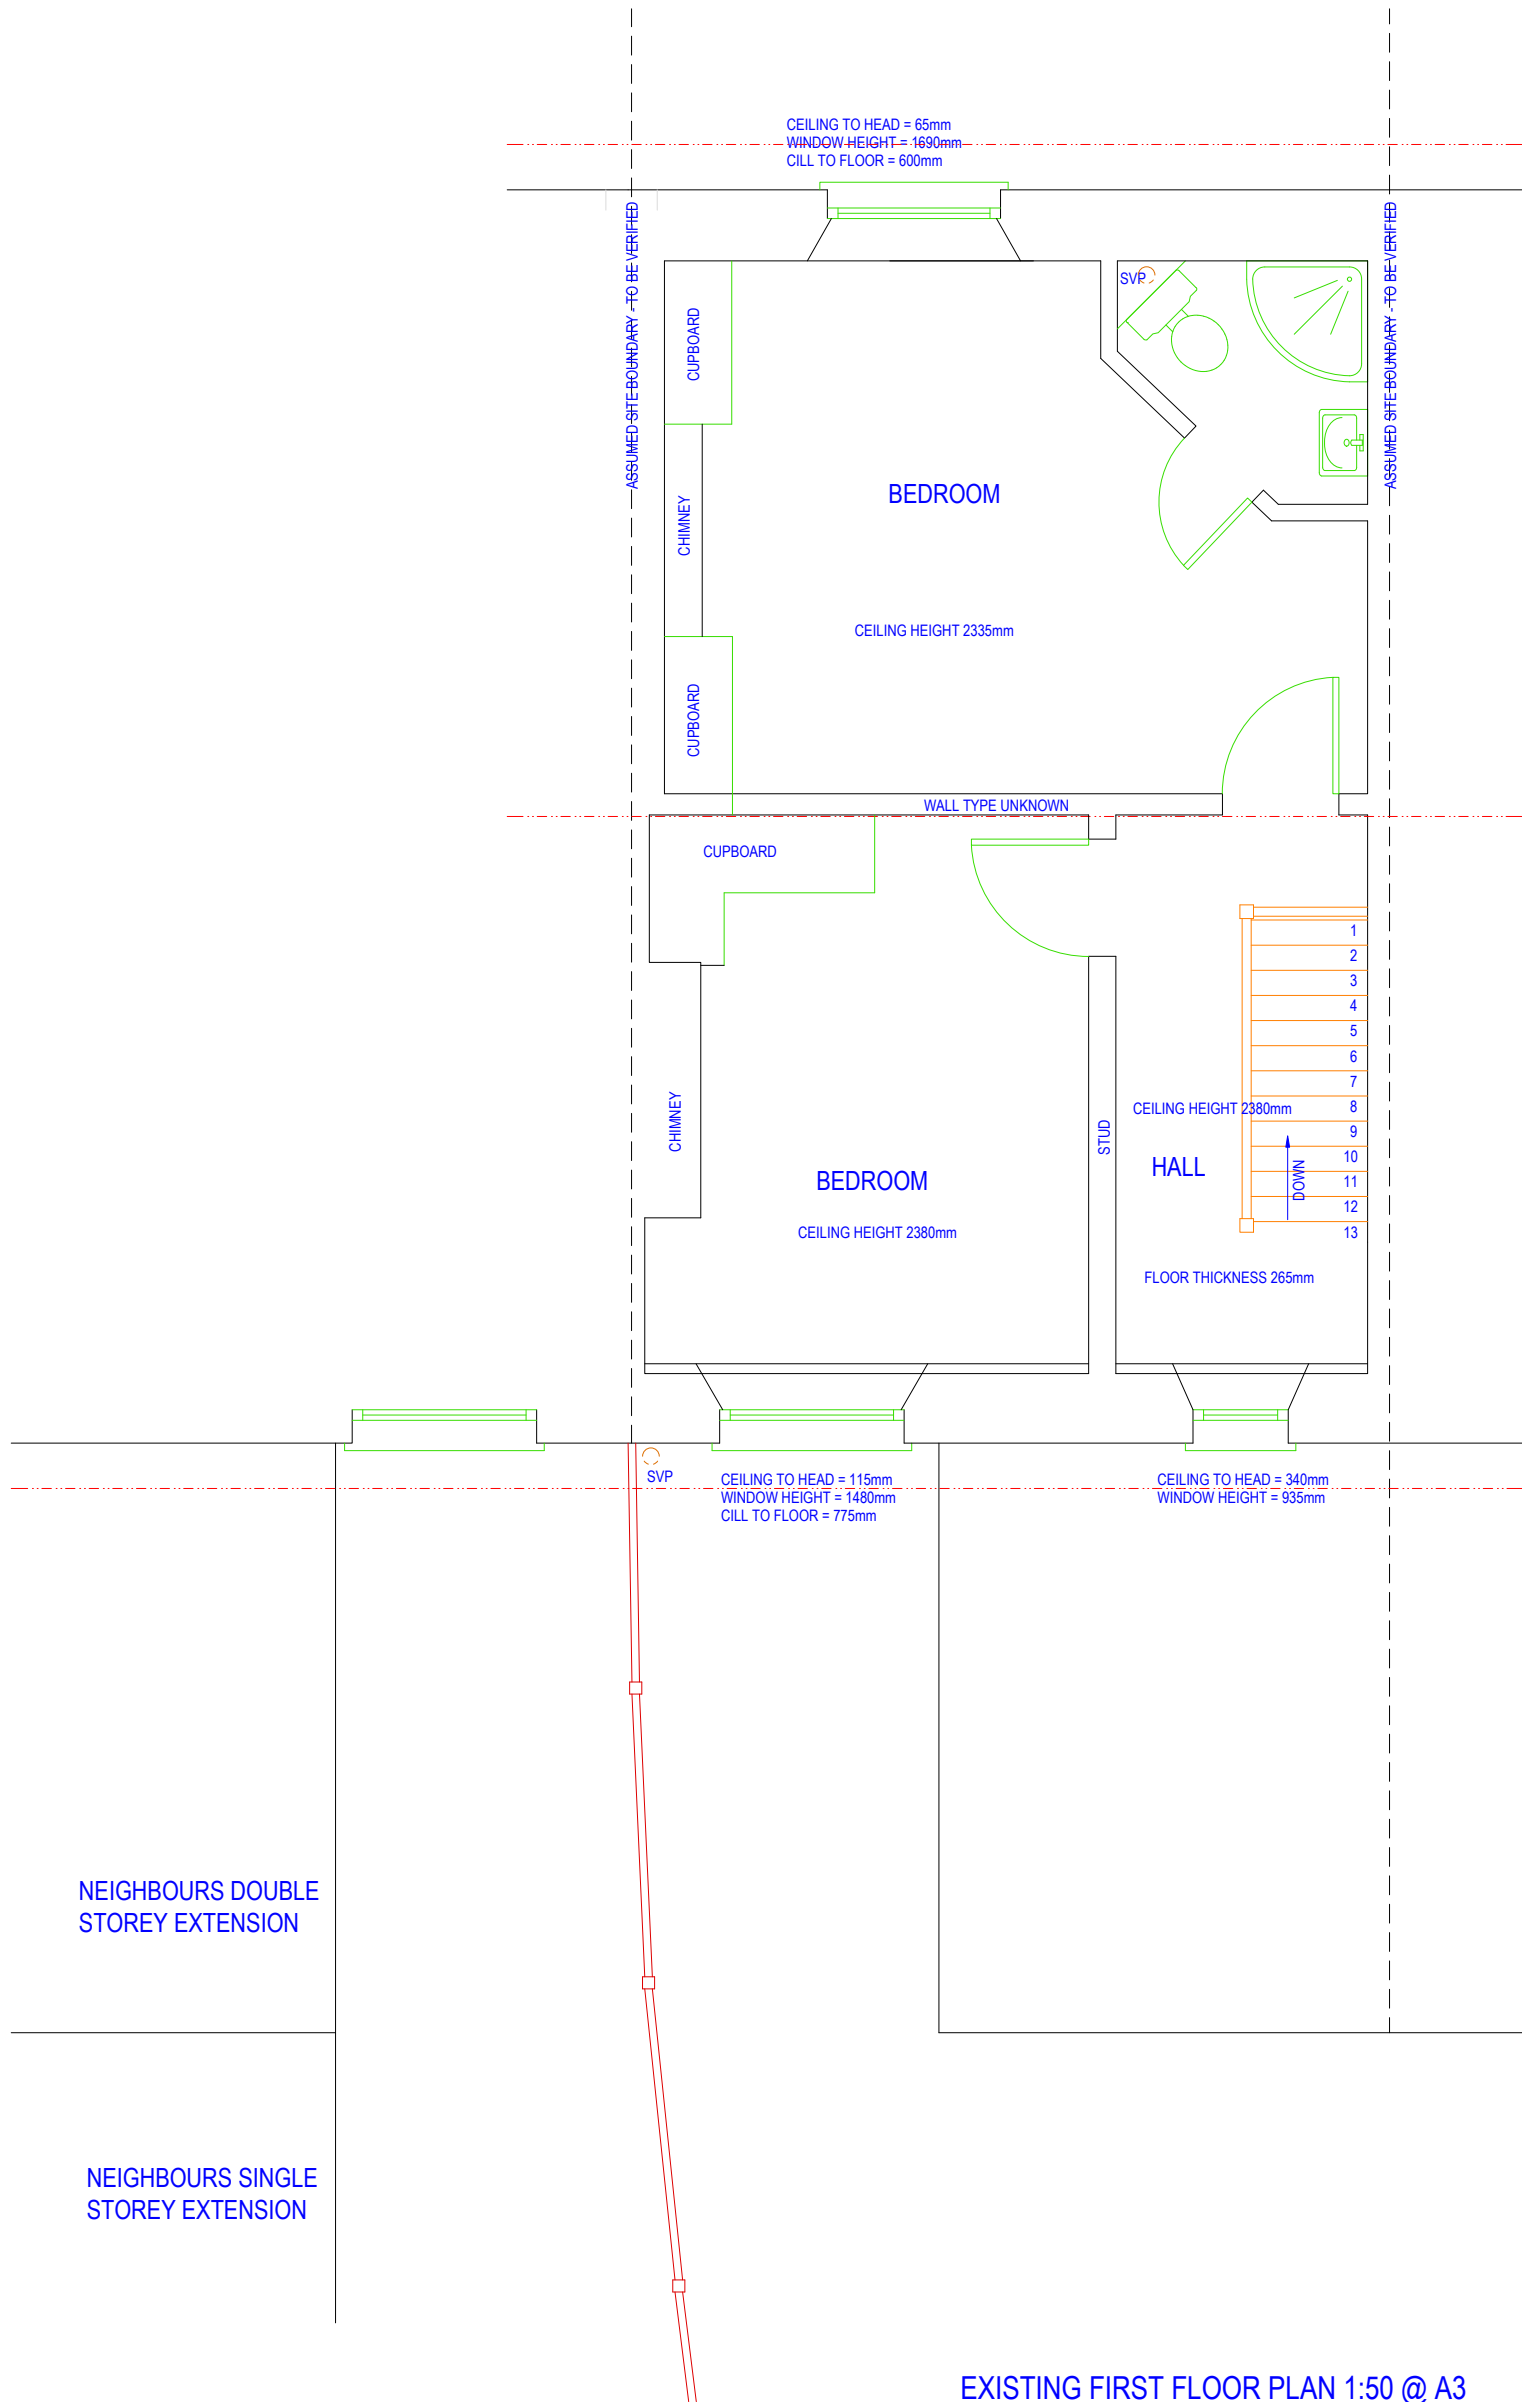 CEILING TO HEAD = 65mm
WINDOW HEIGHT = 1690mm
CILL TO FLOOR = 600mm
ASSUMED SITE BOUNDARY - TO BE VERIFIED
ASSUMED SITE BOUNDARY - TO BE VERIFIED
SVP
CUPBOARD
BEDROOM
CHIMNEY
CEILING HEIGHT 2335mm
CUPBOARD
WALL TYPE UNKNOWN
CUPBOARD
1
2
3
4
5
6
7
8
9
10
11
12
13
CEILING HEIGHT 2380mm
CHIMNEY
STUD
HALL
DOWN
BEDROOM
CEILING HEIGHT 2380mm
FLOOR THICKNESS 265mm
SVP
CEILING TO HEAD = 115mm
WINDOW HEIGHT = 1480mm
CILL TO FLOOR = 775mm
CEILING TO HEAD = 340mm
WINDOW HEIGHT = 935mm
NEIGHBOURS DOUBLE
STOREY EXTENSION
NEIGHBOURS SINGLE
STOREY EXTENSION
EXISTING FIRST FLOOR PLAN 1:50 @ A3